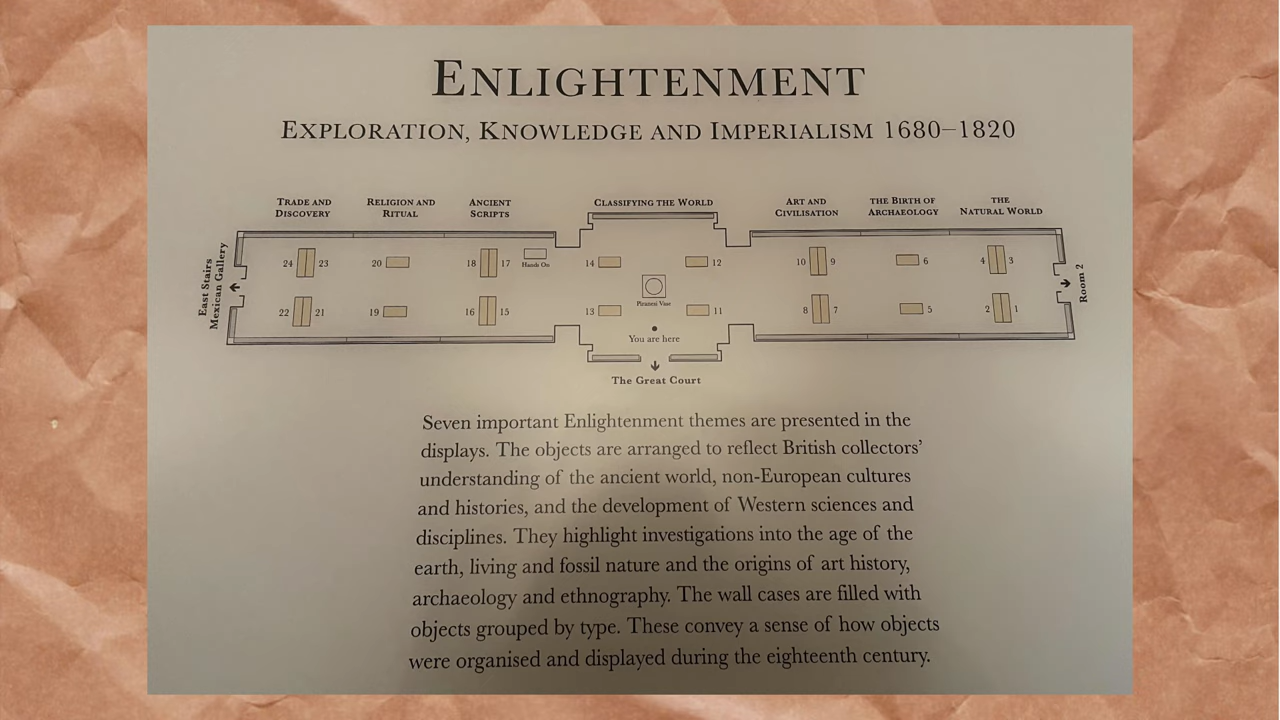 ENLIGHTENMENT
EXPLORATION, KNOWLEDGE AND IMPERIALISM 1680–1820
TRADE AND
DISCOVERY
RELIGION AND
RITUAL
ANCIENT
SCRIPTS
CLASSIFYING THE WORLD
ART AND
CIVILISATION
THE BIRTH OF
ARCHAEOLOGY
THE
NATURAL WORLD
East Stairs
Mexican Gallery
24 23 20 18 17 Hands On 14 12 10 9 6 4 3
Piranesi Vase
22 21 19 16 15 13 11 8 7 5 2 1
Room 2
You are here
The Great Court
Seven important Enlightenment themes are presented in the
displays. The objects are arranged to reflect British collectors’
understanding of the ancient world, non-European cultures
and histories, and the development of Western sciences and
disciplines. They highlight investigations into the age of the
earth, living and fossil nature and the origins of art history,
archaeology and ethnography. The wall cases are filled with
objects grouped by type. These convey a sense of how objects
were organised and displayed during the eighteenth century.